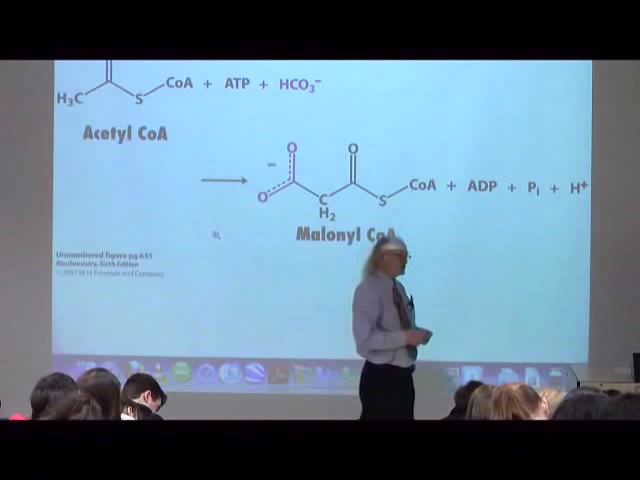 H₃C S CoA + ATP + HCO₃⁻
Acetyl CoA
− O O
O C S CoA + ADP + Pᵢ + H⁺
H₂
Malonyl CoA
Unnumbered figure pg 635
Biochemistry, Sixth Edition
© 2007 W.H. Freeman and Company